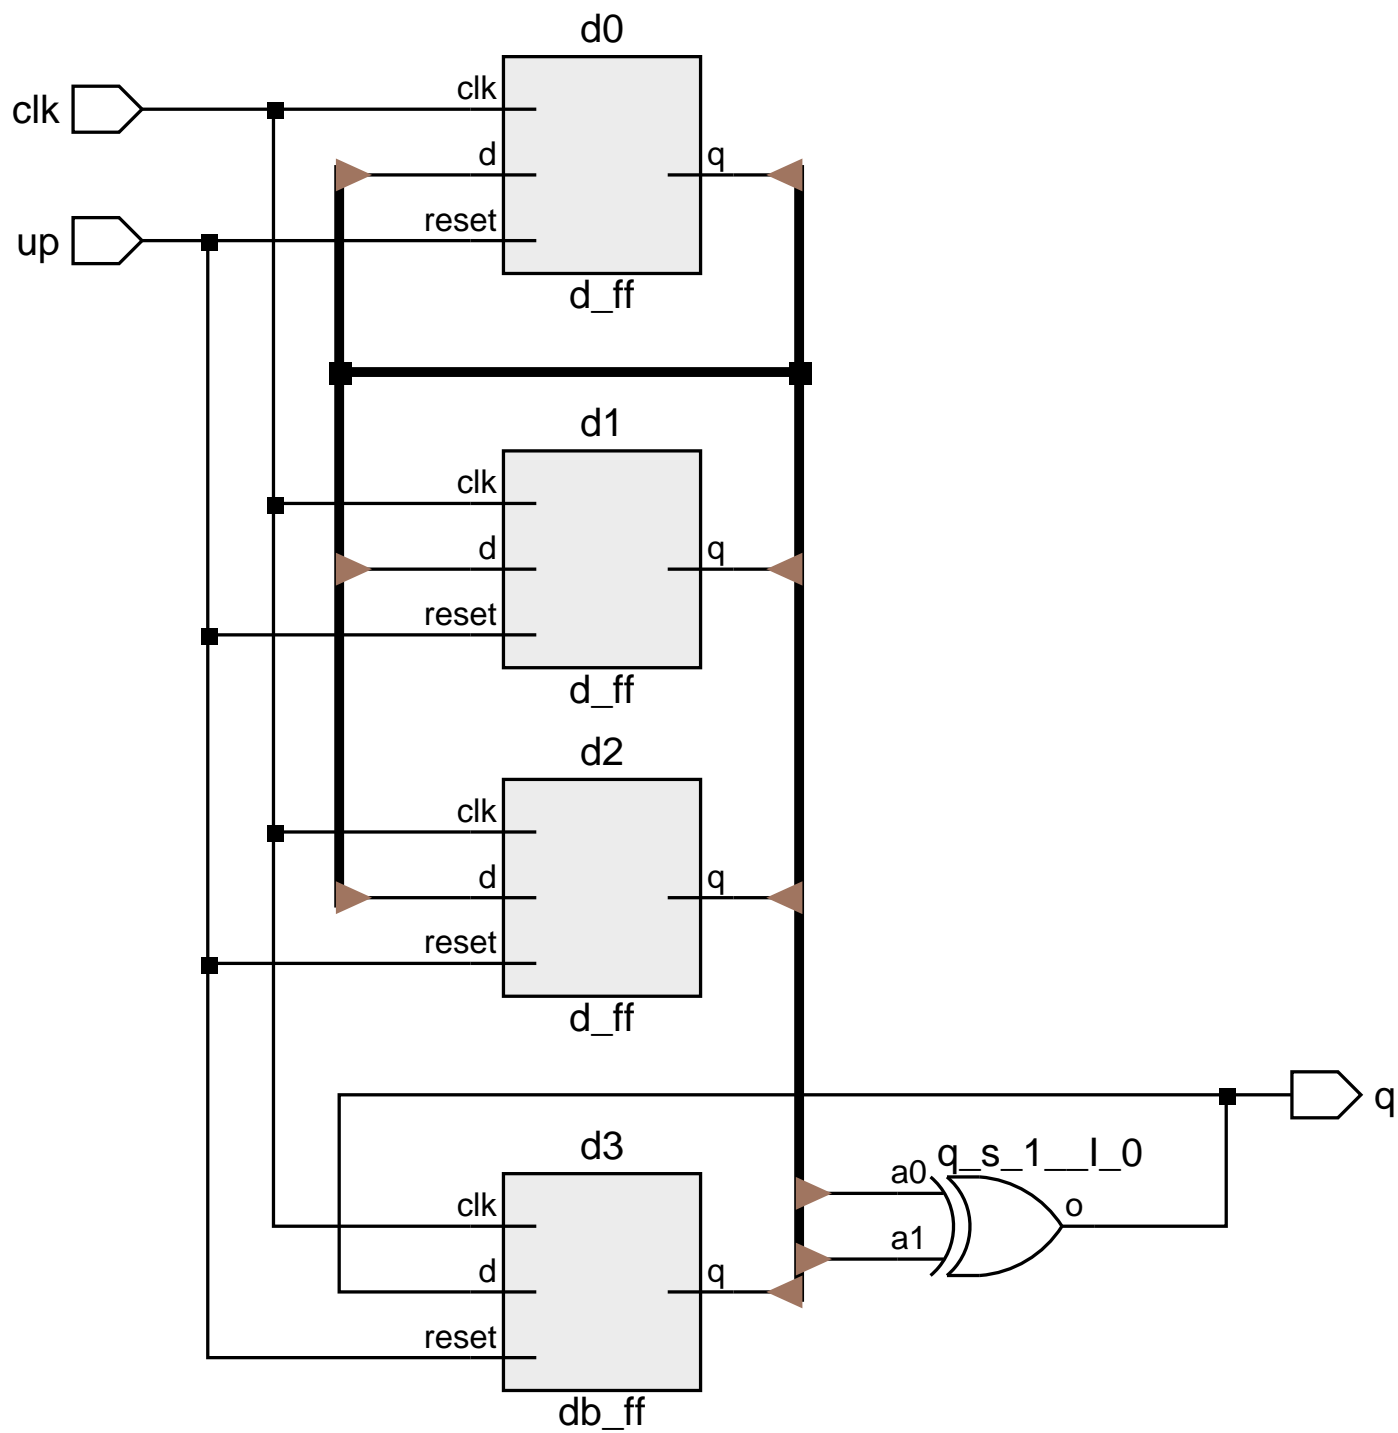 d0
clk
clk
d
q
up
reset
d_ff
d1
clk
d
q
reset
d_ff
d2
clk
d
q
reset
d_ff
q
d3
q_s_1__I_0
a0
clk
o
a1
d
q
reset
db_ff